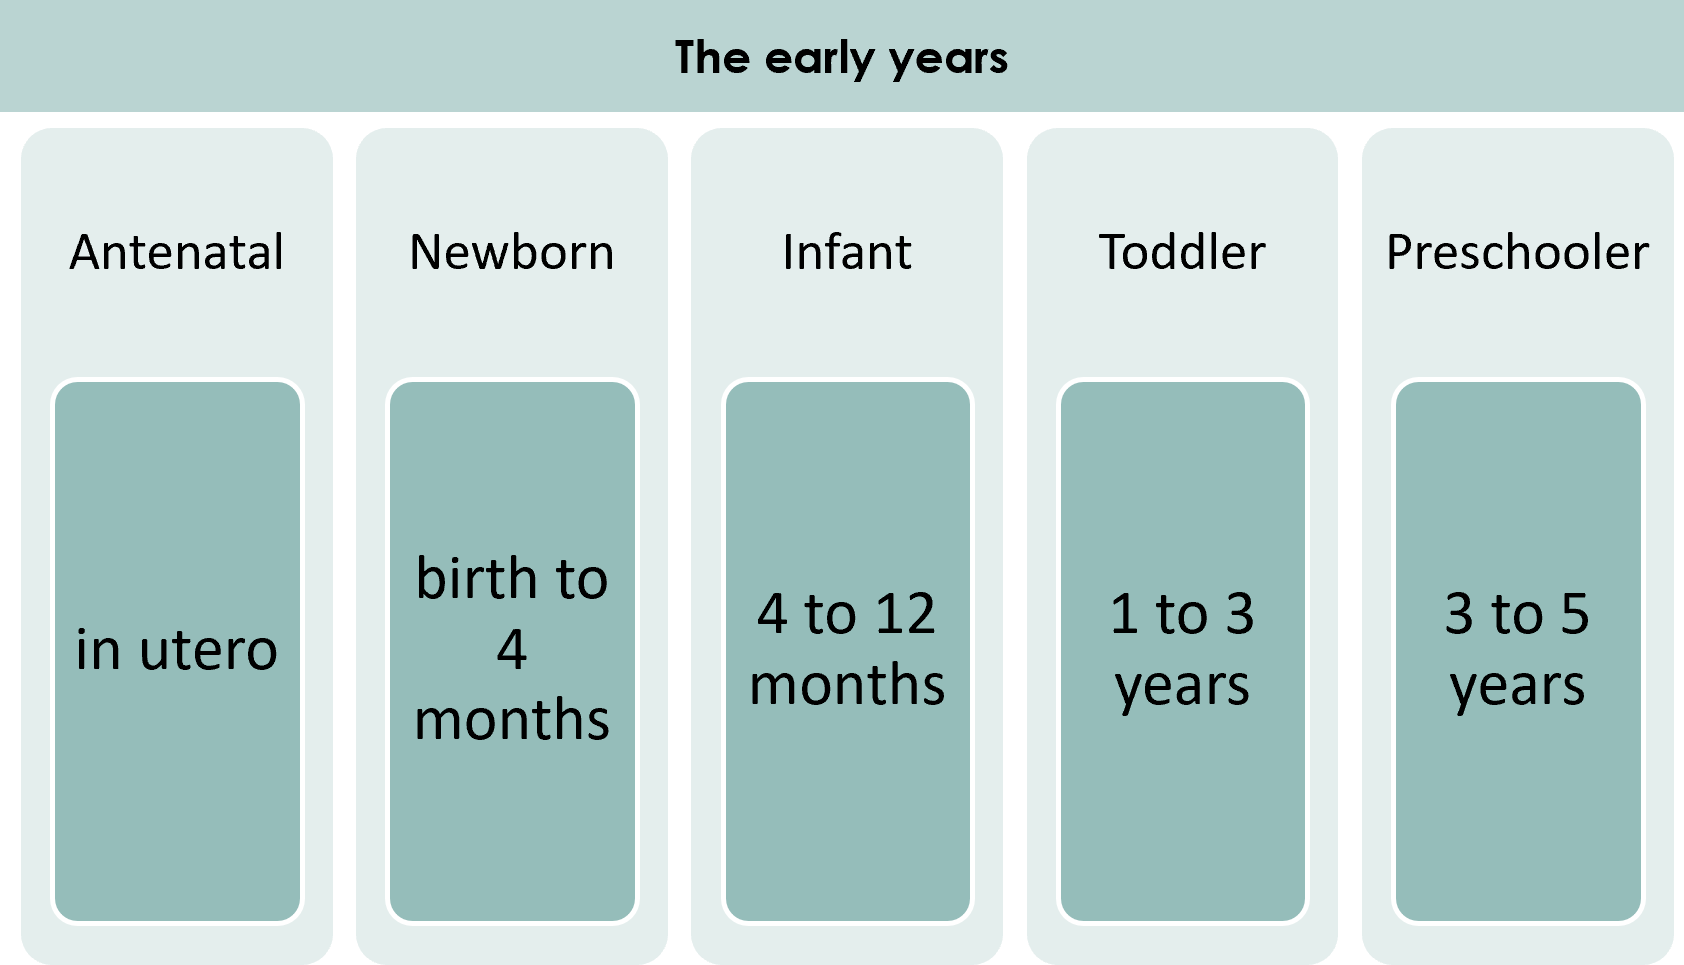 The early years
Antenatal
in utero
Newborn
birth to
4
months
Infant
4 to 12
months
Toddler
1 to 3
years
Preschooler
3 to 5
years